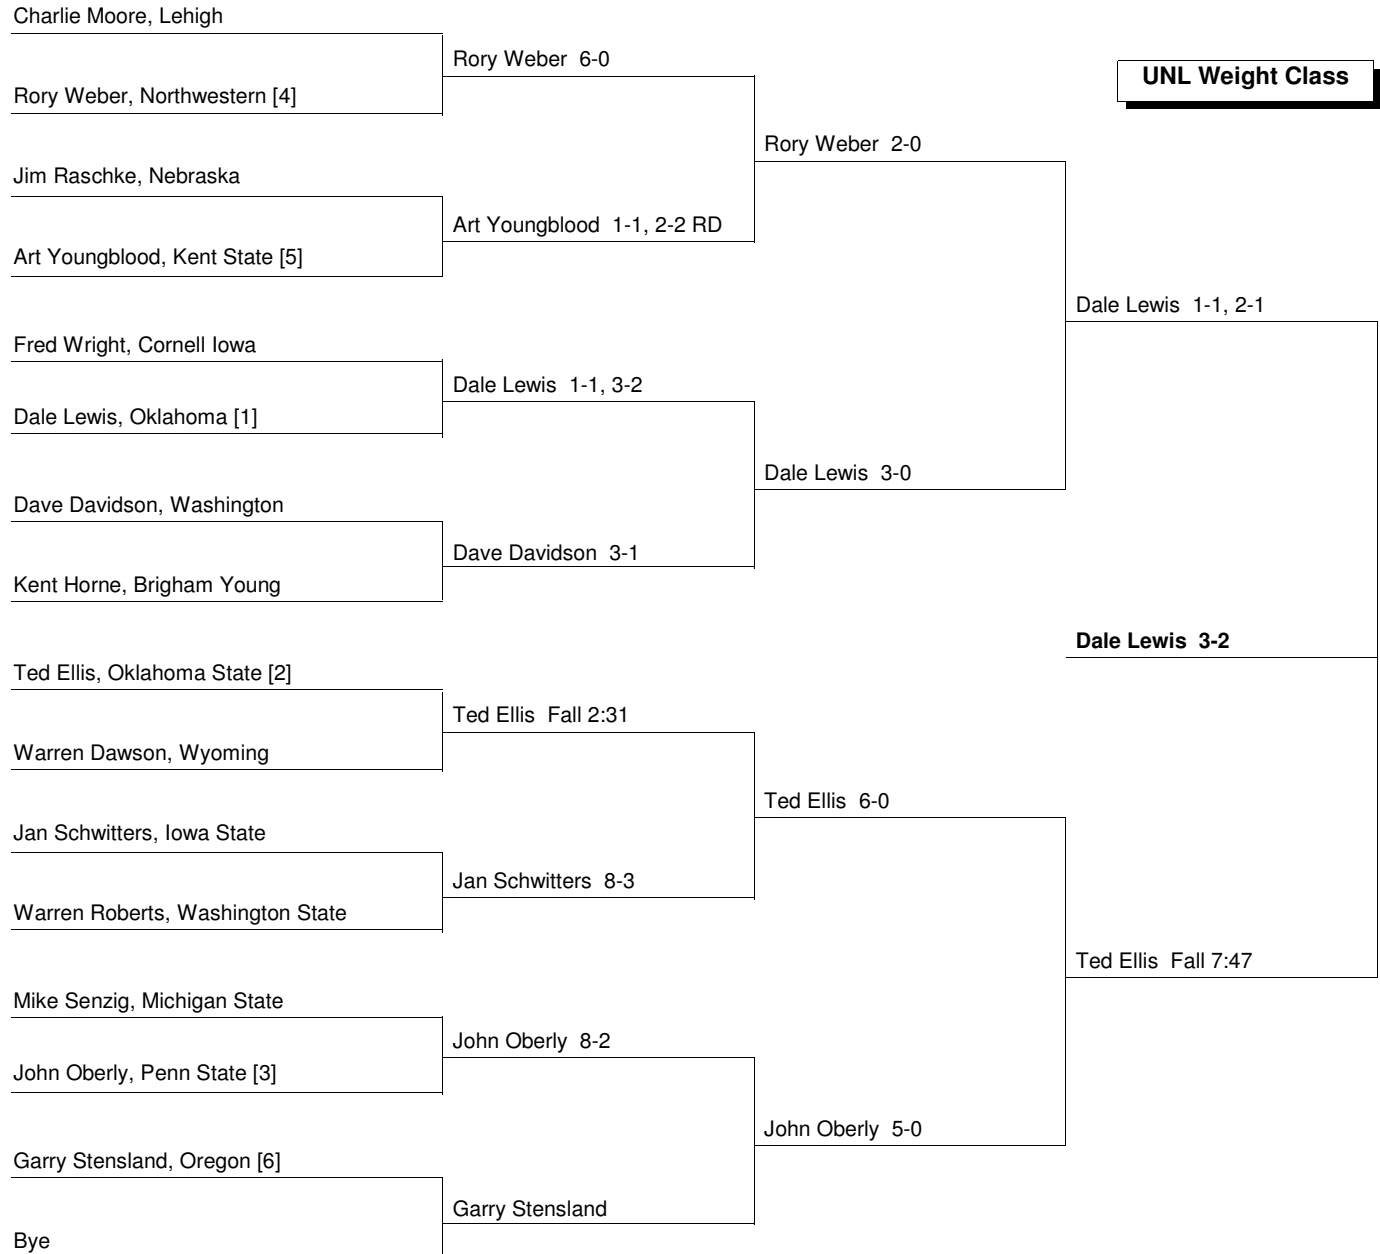 Charlie Moore, Lehigh
Rory Weber  6-0
UNL Weight Class
Rory Weber, Northwestern [4]
Rory Weber  2-0
Jim Raschke, Nebraska
Art Youngblood  1-1, 2-2 RD
Art Youngblood, Kent State [5]
Dale Lewis  1-1, 2-1
Fred Wright, Cornell Iowa
Dale Lewis  1-1, 3-2
Dale Lewis, Oklahoma [1]
Dale Lewis  3-0
Dave Davidson, Washington
Dave Davidson  3-1
Kent Horne, Brigham Young
Dale Lewis  3-2
Ted Ellis, Oklahoma State [2]
Ted Ellis  Fall 2:31
Warren Dawson, Wyoming
Ted Ellis  6-0
Jan Schwitters, Iowa State
Jan Schwitters  8-3
Warren Roberts, Washington State
Ted Ellis  Fall 7:47
Mike Senzig, Michigan State
John Oberly  8-2
John Oberly, Penn State [3]
John Oberly  5-0
Garry Stensland, Oregon [6]
Garry Stensland
Bye